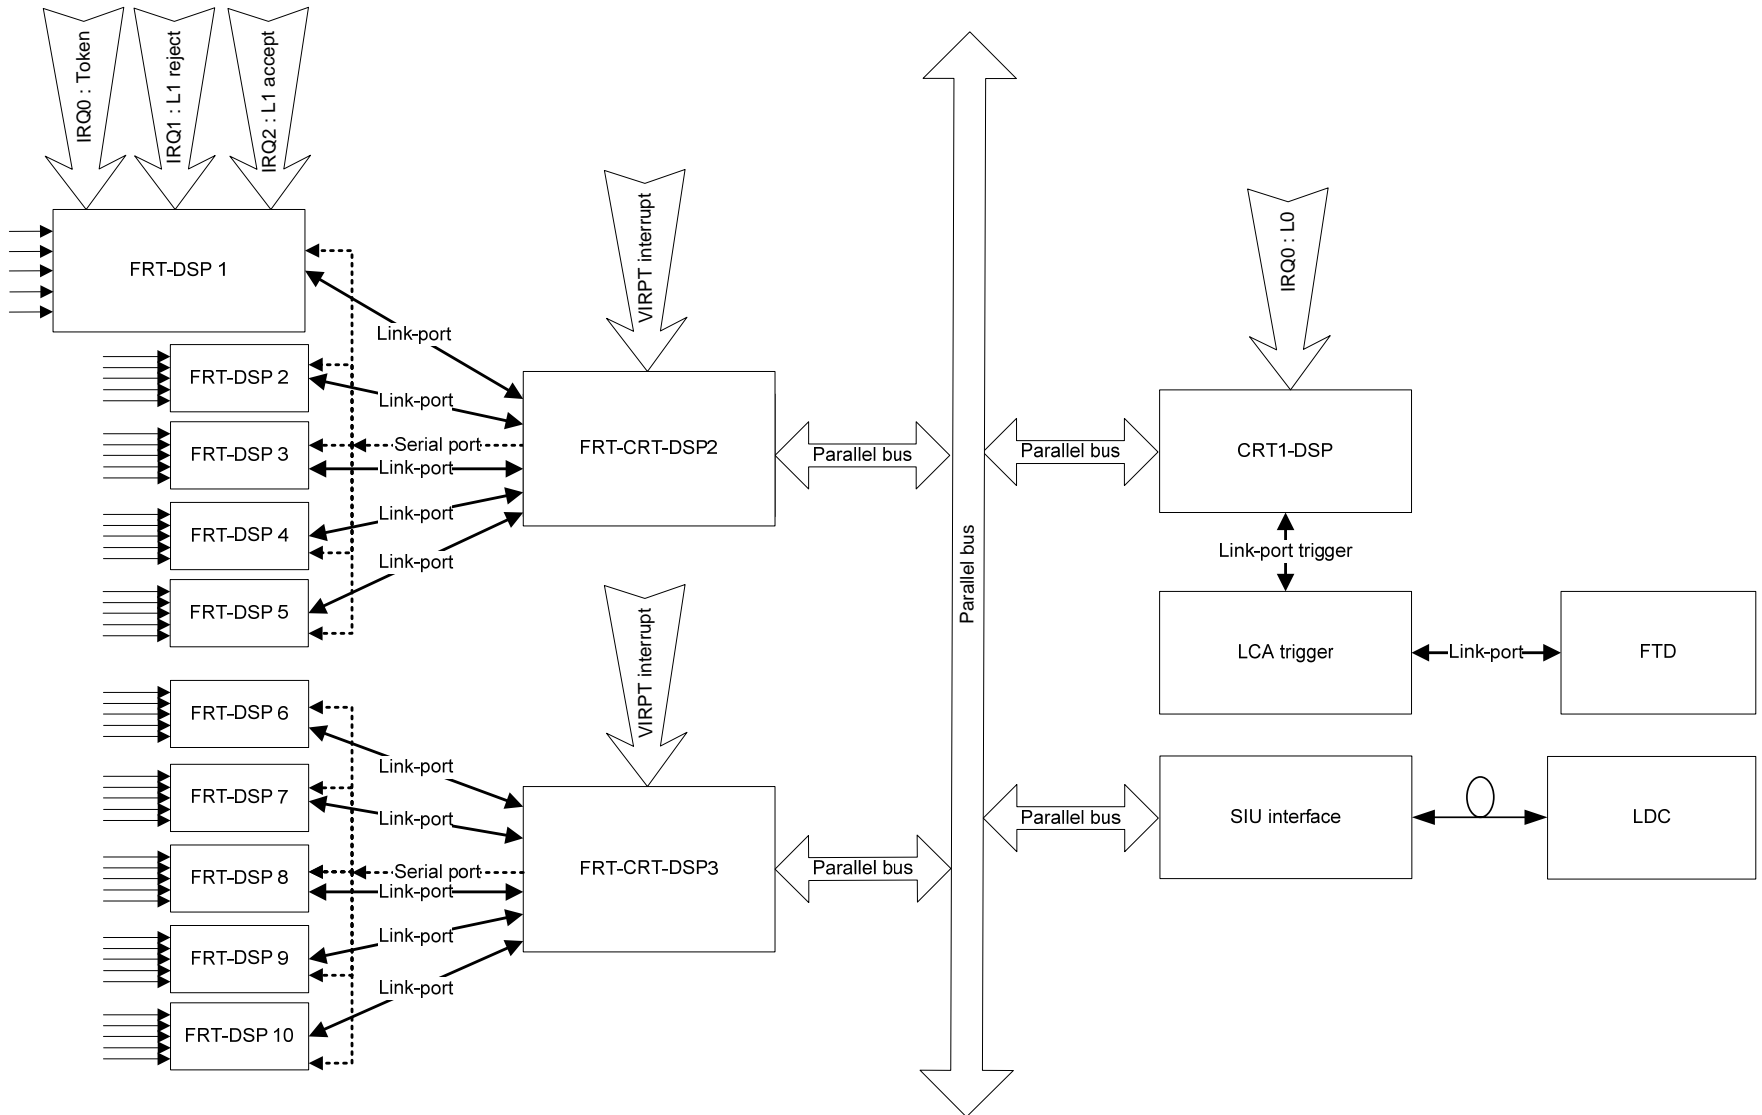 IRQ0 : Token
IRQ1 : L1 reject
IRQ2 : L1 accept
FRT-DSP 1
Link-port
FRT-DSP 2
Link-port
FRT-DSP 3
Serial port
Link-port
FRT-DSP 4
Link-port
FRT-DSP 5
Link-port
VIRPT interrupt
FRT-CRT-DSP2
Parallel bus
Parallel bus
IRQ0 : L0
Parallel bus
CRT1-DSP
Link-port trigger
LCA trigger
Link-port
FTD
FRT-DSP 6
Link-port
FRT-DSP 7
Link-port
FRT-DSP 8
Serial port
Link-port
FRT-DSP 9
Link-port
FRT-DSP 10
Link-port
VIRPT interrupt
FRT-CRT-DSP3
Parallel bus
Parallel bus
SIU interface
LDC